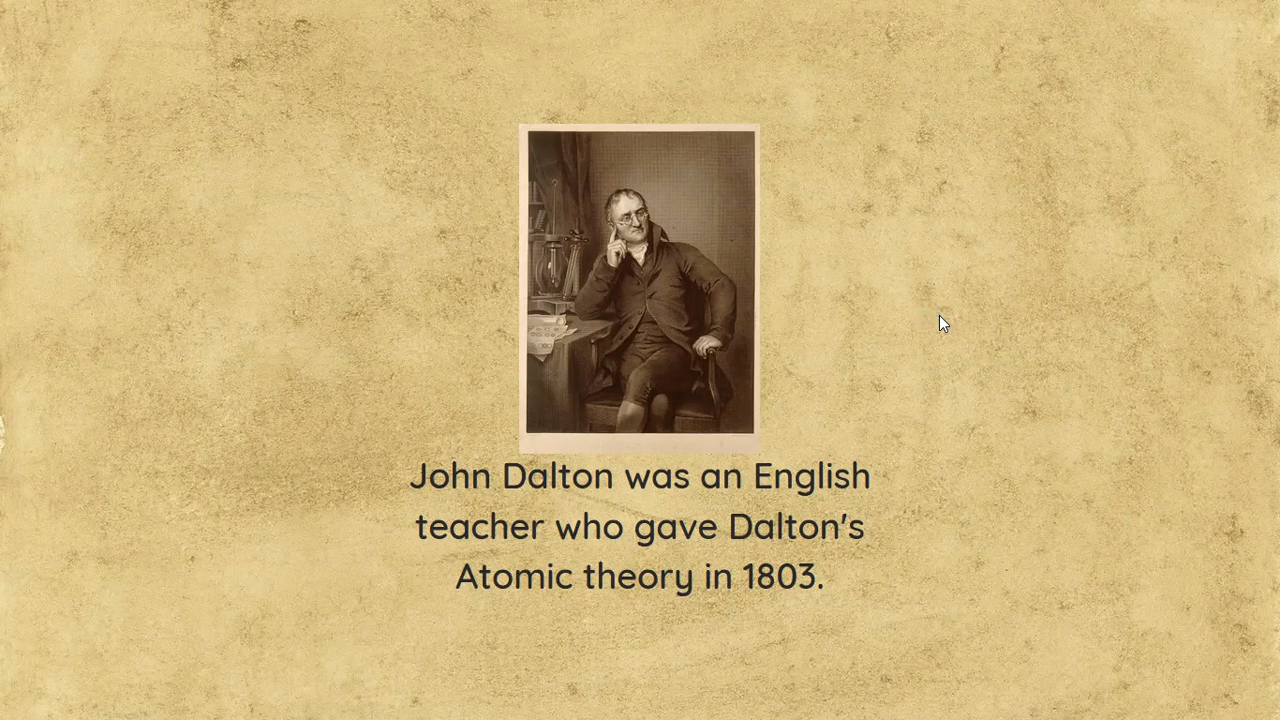 John Dalton was an English
teacher who gave Dalton's
Atomic theory in 1803.